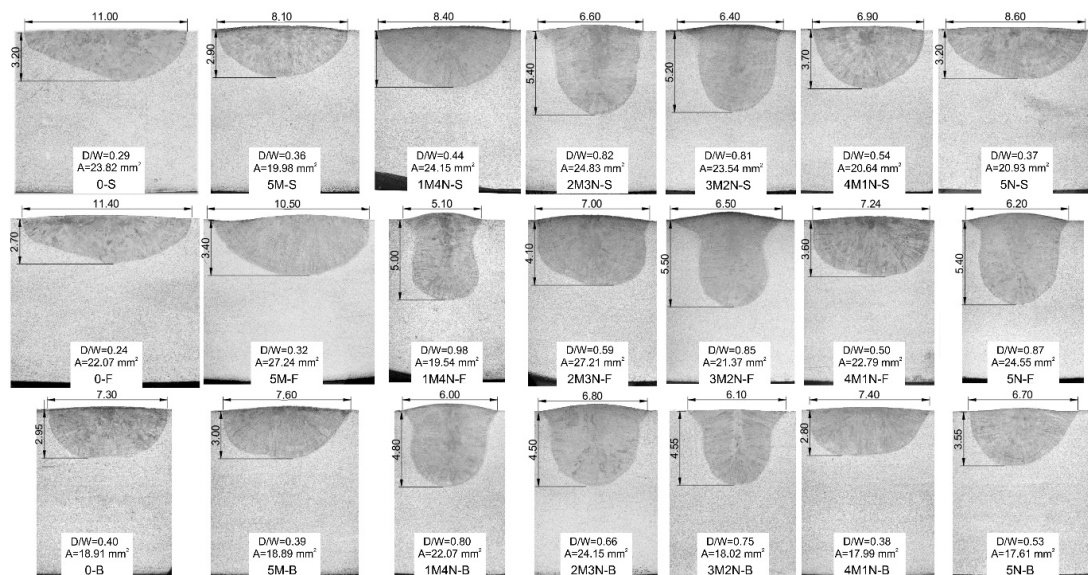 11.00
3.20
D/W=0.29
A=23.82 mm²
0-S
8.10
2.90
D/W=0.36
A=19.98 mm²
5M-S
8.40
D/W=0.44
A=24.15 mm²
1M4N-S
6.60
5.40
D/W=0.82
A=24.83 mm²
2M3N-S
6.40
5.20
D/W=0.81
A=23.54 mm²
3M2N-S
6.90
3.70
D/W=0.54
A=20.64 mm²
4M1N-S
8.60
3.20
D/W=0.37
A=20.93 mm²
5N-S
11.40
2.70
D/W=0.24
A=22.07 mm²
0-F
10.50
3.40
D/W=0.32
A=27.24 mm²
5M-F
5.10
5.00
D/W=0.98
A=19.54 mm²
1M4N-F
7.00
4.10
D/W=0.59
A=27.21 mm²
2M3N-F
6.50
5.50
D/W=0.85
A=21.37 mm²
3M2N-F
7.24
3.60
D/W=0.50
A=22.79 mm²
4M1N-F
6.20
5.40
D/W=0.87
A=24.55 mm²
5N-F
7.30
2.95
D/W=0.40
A=18.91 mm²
0-B
7.60
3.00
D/W=0.39
A=18.89 mm²
5M-B
6.00
4.80
D/W=0.80
A=22.07 mm²
1M4N-B
6.80
4.50
D/W=0.66
A=24.15 mm²
2M3N-B
6.10
4.55
D/W=0.75
A=18.02 mm²
3M2N-B
7.40
2.80
D/W=0.38
A=17.99 mm²
4M1N-B
6.70
3.55
D/W=0.53
A=17.61 mm²
5N-B